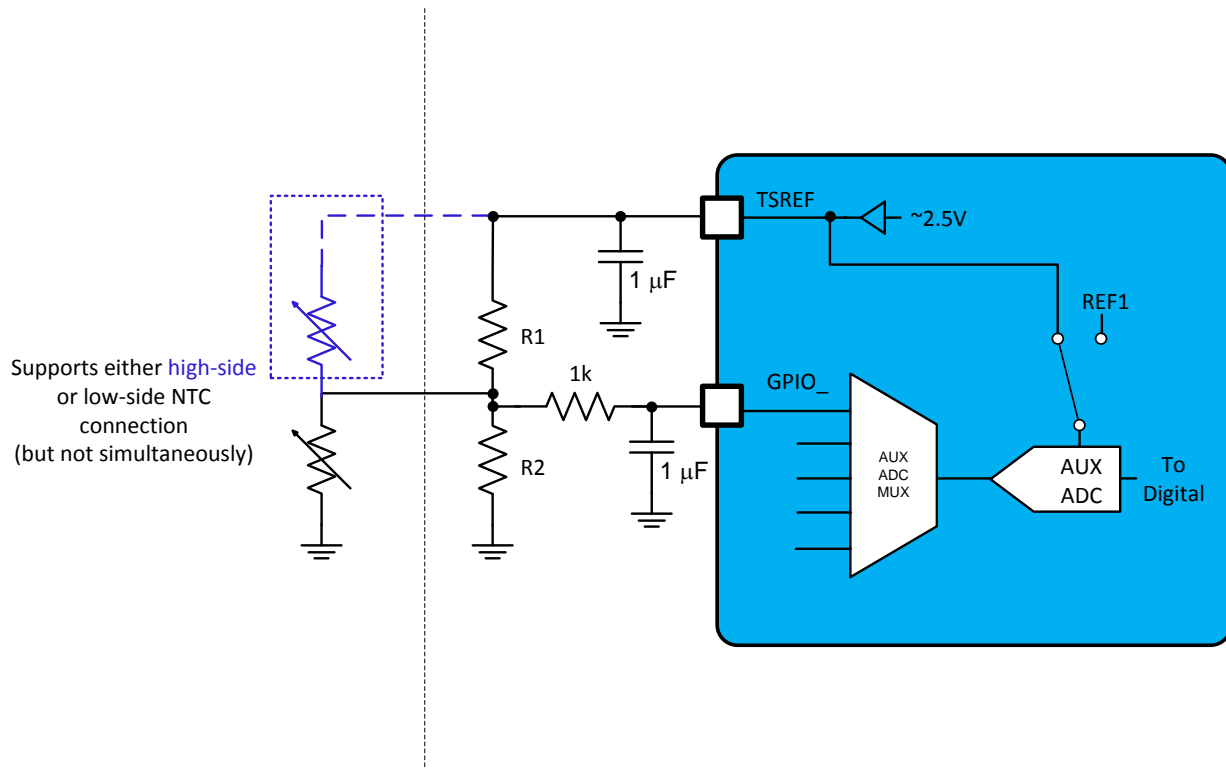 TSREF
~2.5V
1 μF
REF1
R1
Supports either high-side
or low-side NTC
connection
(but not simultaneously)
1k
GPIO_
R2
1 μF
AUX
ADC
MUX
AUX
ADC
To
Digital